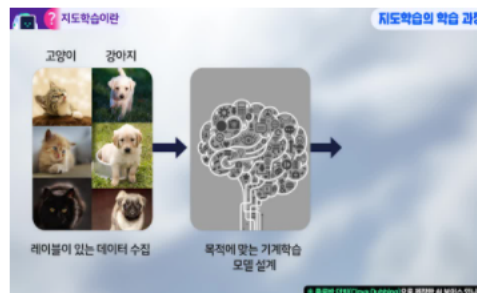 ? 지도학습이란
지도학습의 학습 과정
고양이 강아지
레이블이 있는 데이터 수집
목적에 맞는 기계학습
모델 설계